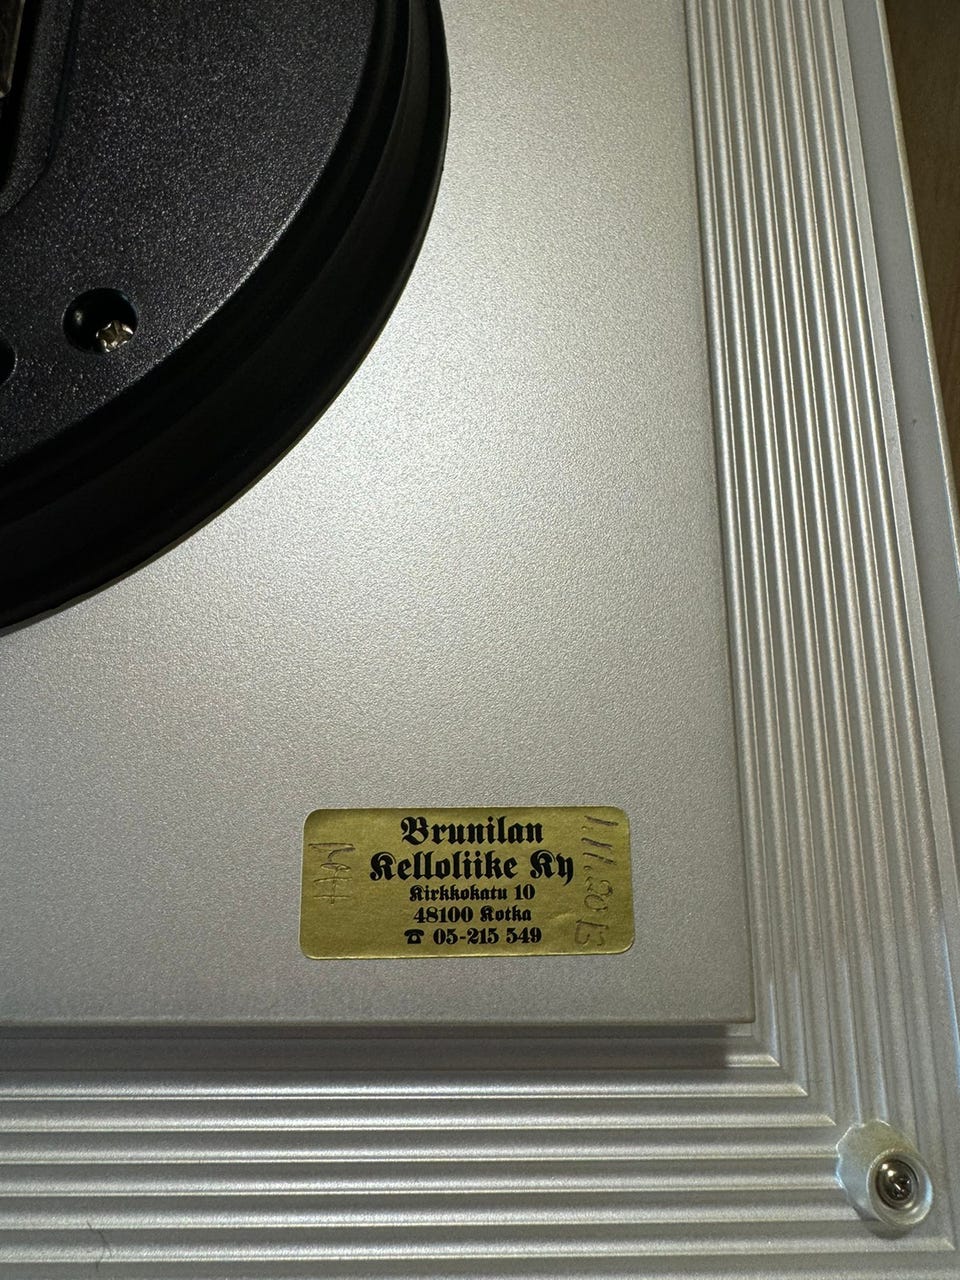 Brunilan
Kelloliike Ky
Kirkkokatu 10
48100 Kotka
☎ 05-215 549